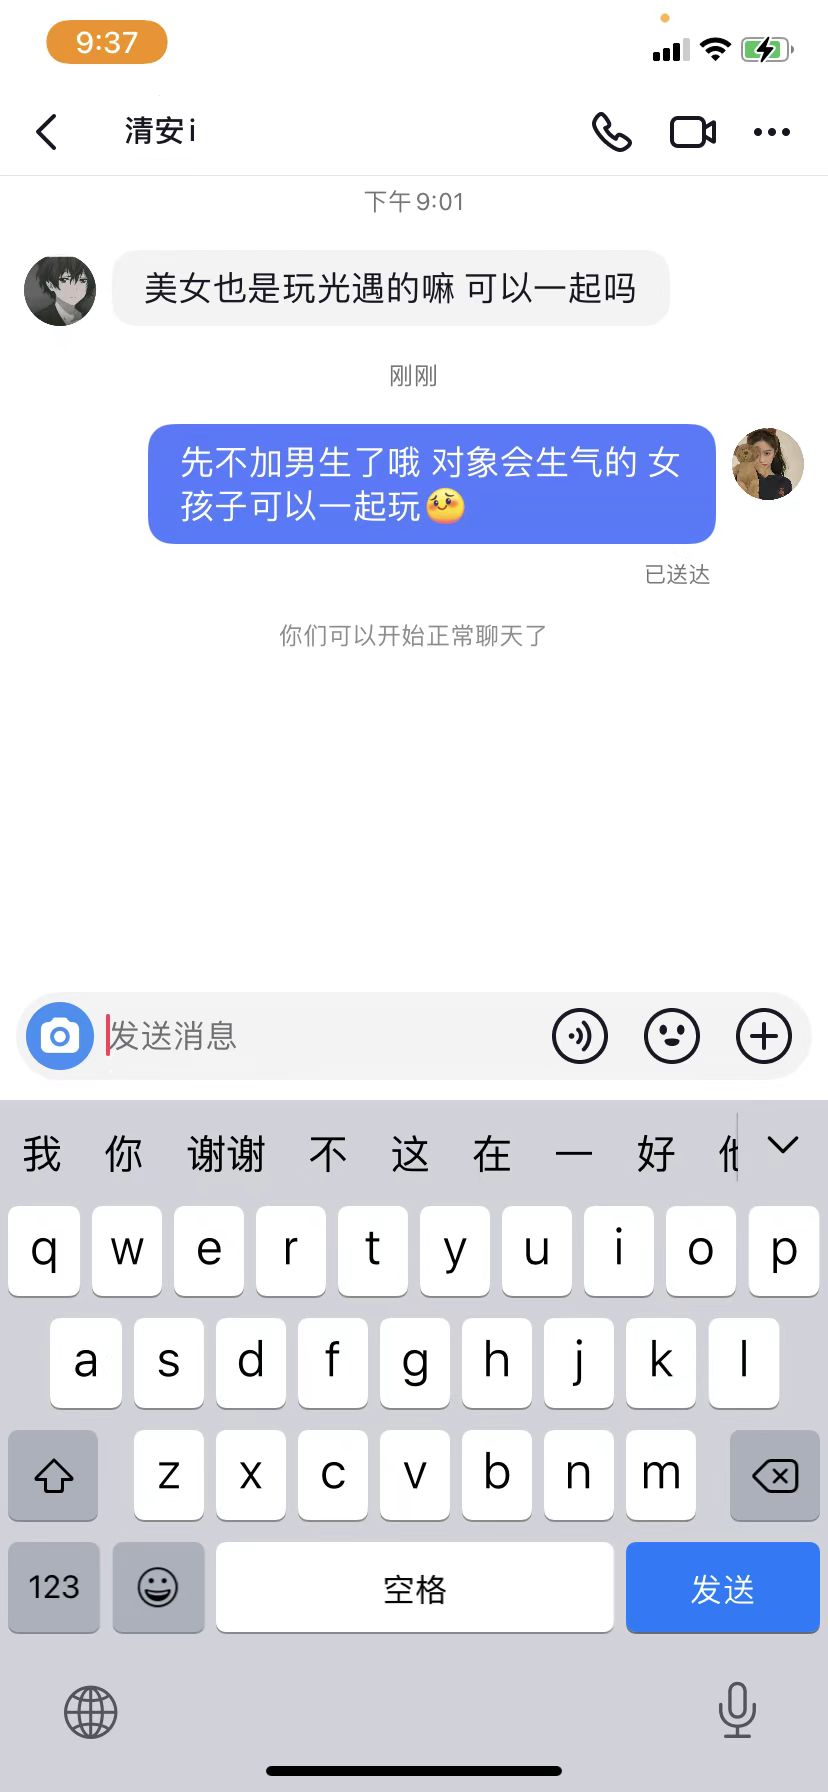 9:37
清安i
下午 9:01
美女也是玩光遇的嘛 可以一起吗
刚刚
先不加男生了哦 对象会生气的 女
孩子可以一起玩
已送达
你们可以开始正常聊天了
发送消息
我 你 谢谢 不 这 在 一 好
q w e r t y u i o p
a s d f g h j k l
z x c v b n m
123 空格 发送